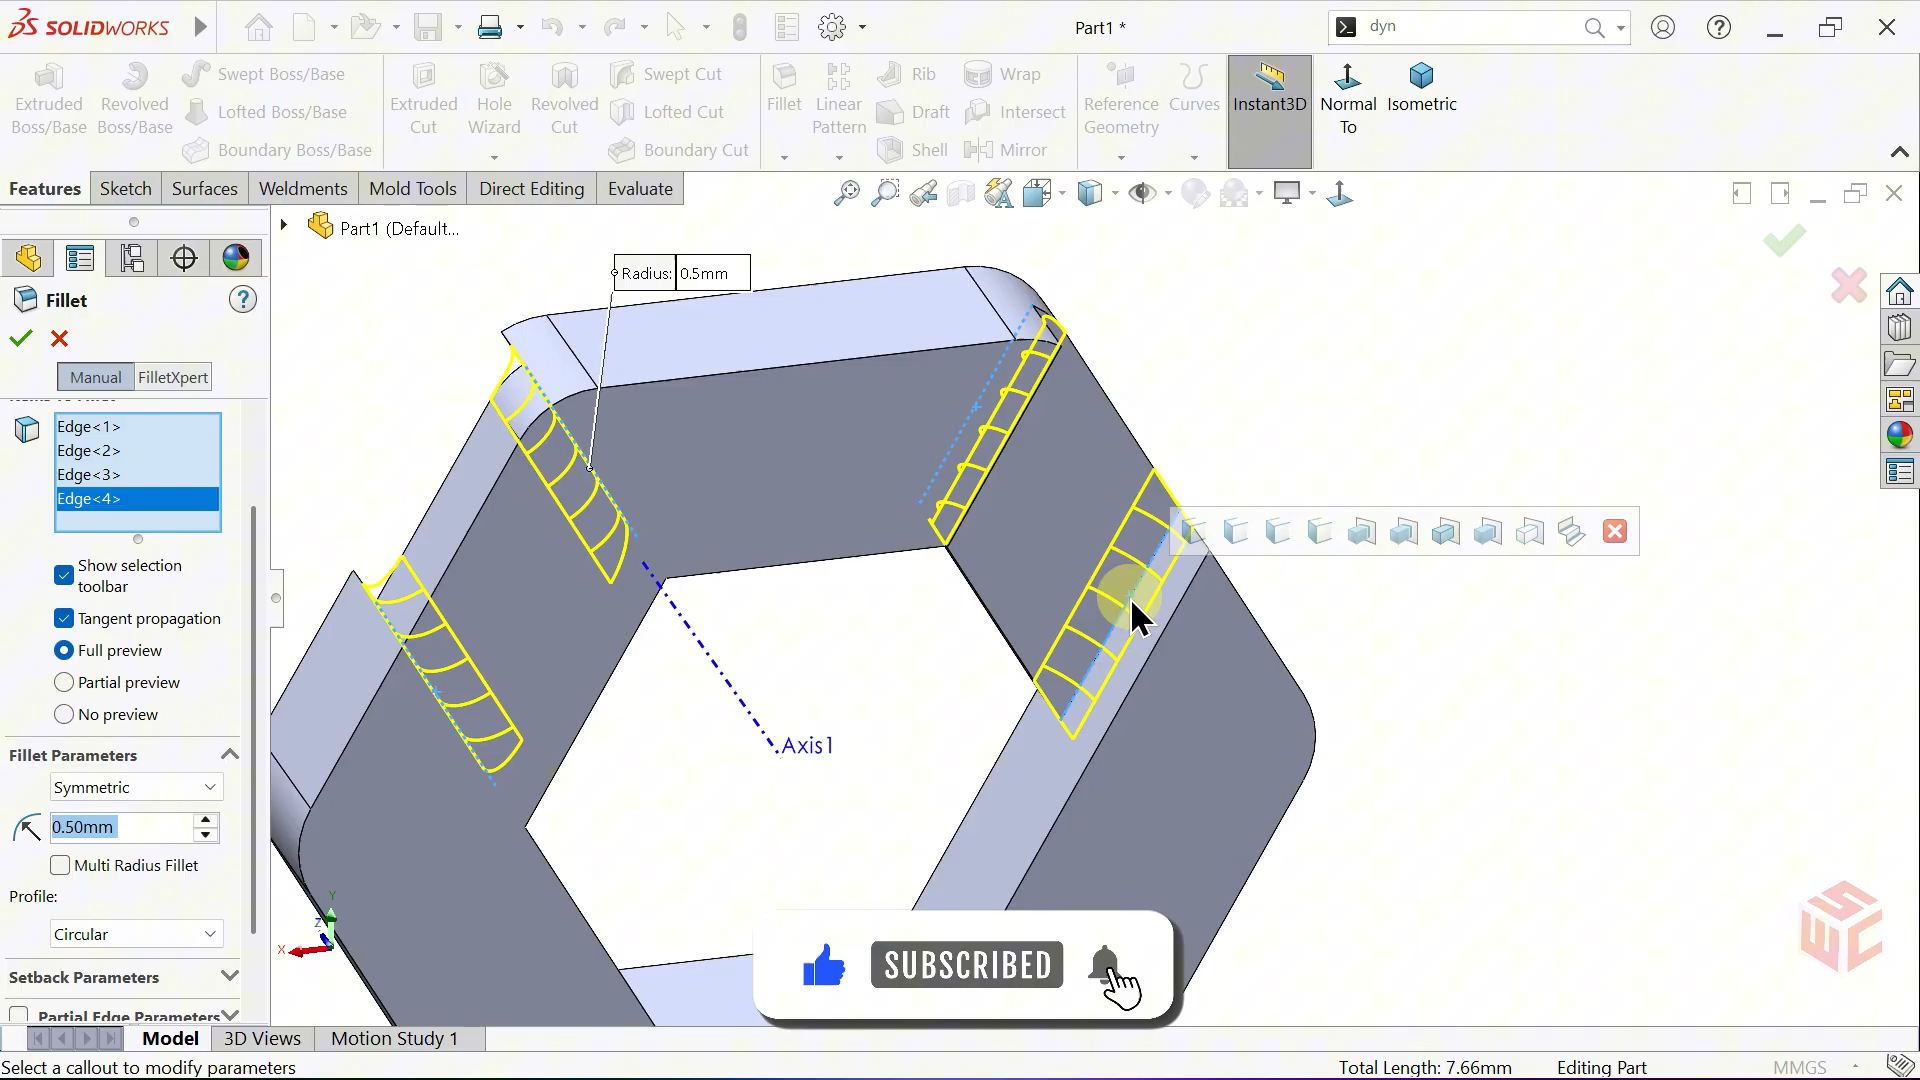 SOLIDWORKS
Part1 *
dyn
Extruded Boss/Base
Revolved Boss/Base
Swept Boss/Base
Lofted Boss/Base
Boundary Boss/Base
Extruded Cut
Hole Wizard
Revolved Cut
Swept Cut
Lofted Cut
Boundary Cut
Fillet
Linear Pattern
Rib
Draft
Shell
Wrap
Intersect
Mirror
Reference Geometry
Curves
Instant3D
Normal To
Isometric
Features
Sketch
Surfaces
Weldments
Mold Tools
Direct Editing
Evaluate
Part1 (Default...
Fillet
Manual
FilletXpert
Edge<1>
Edge<2>
Edge<3>
Edge<4>
Show selection toolbar
Tangent propagation
Full preview
Partial preview
No preview
Fillet Parameters
Symmetric
0.50mm
Multi Radius Fillet
Profile:
Circular
Setback Parameters
Partial Edge Parameters
Radius: 0.5mm
Axis1
Y
Z
X
SUBSCRIBED
SWC
Model
3D Views
Motion Study 1
Select a callout to modify parameters
Total Length: 7.66mm
Editing Part
MMGS